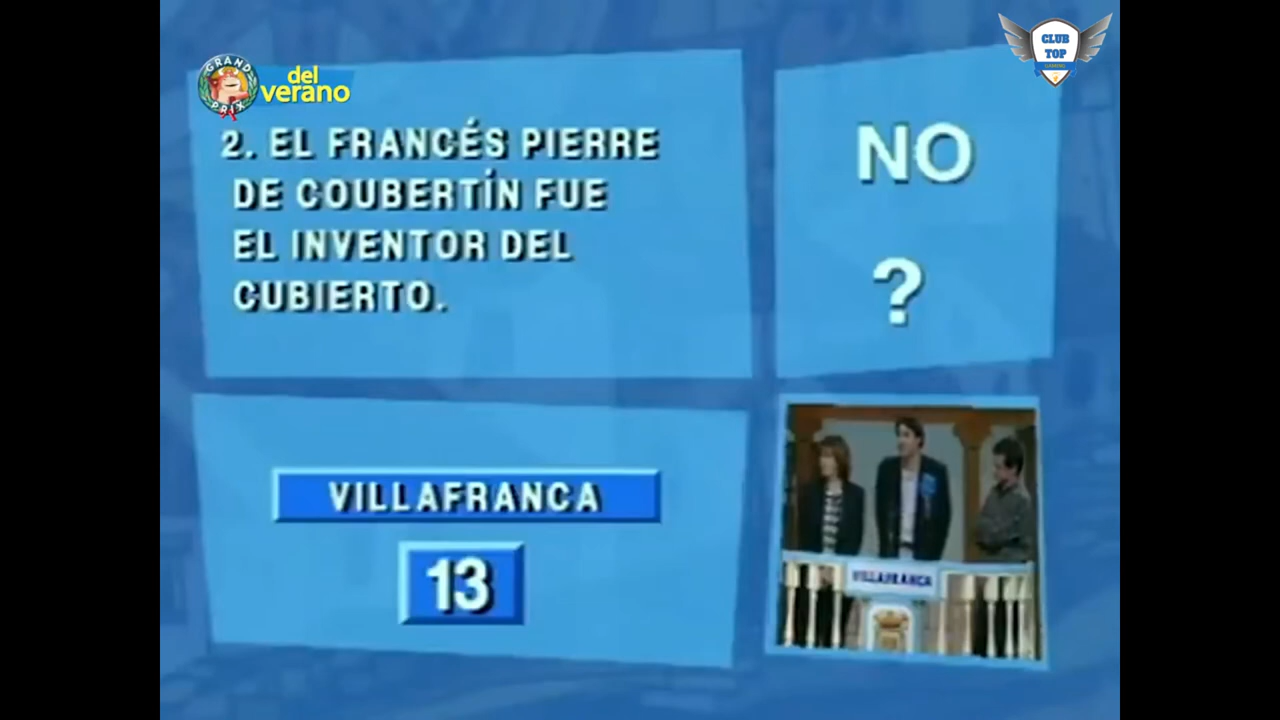 GRAND
PRIX
del
verano
CLUB
TOP
GAMING
2. EL FRANCÉS PIERRE
DE COUBERTÍN FUE
EL INVENTOR DEL
CUBIERTO.
NO
?
VILLAFRANCA
13
VILLAFRANCA